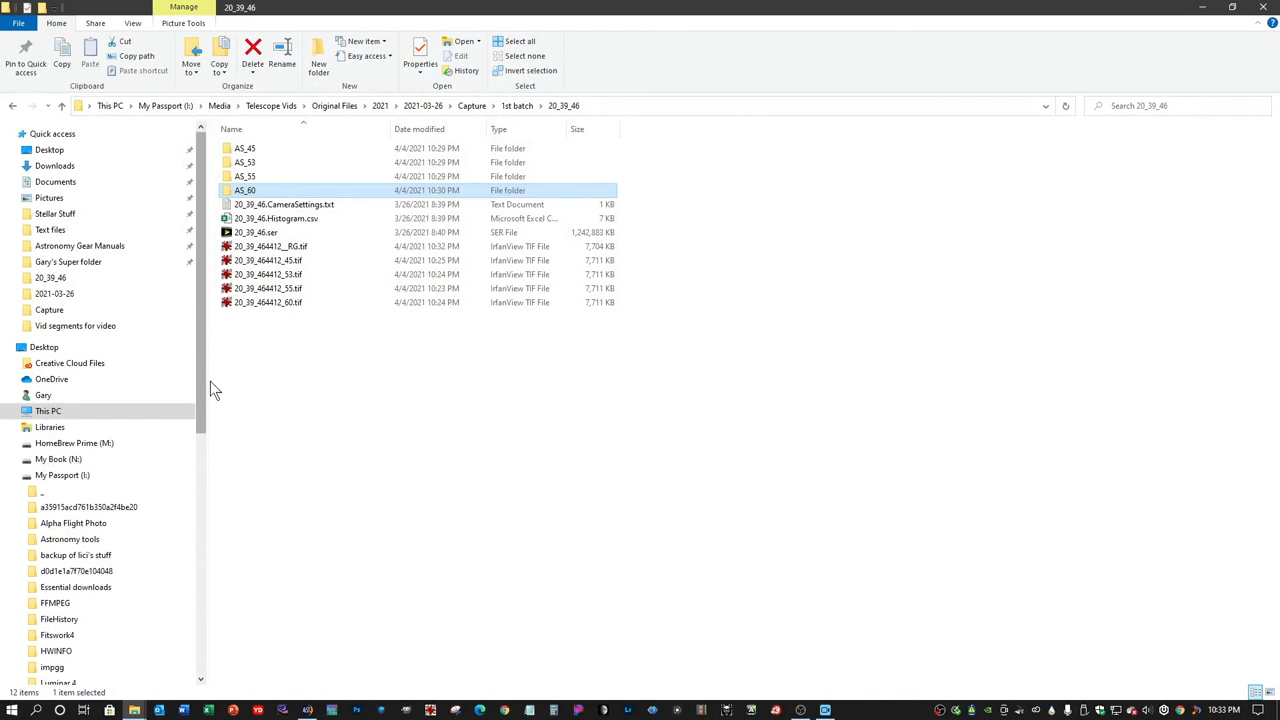 Manage
20_39_46
File
Home
Share
View
Picture Tools
Pin to Quick access
Copy
Paste
Cut
Copy path
Paste shortcut
Clipboard
Move to
Copy to
Delete
Rename
Organize
New folder
New item
Easy access
New
Properties
Open
Edit
History
Open
Select all
Select none
Invert selection
Select
This PC > My Passport (I:) > Media > Telescope Vids > Original Files > 2021 > 2021-03-26 > Capture > 1st batch > 20_39_46
Search 20_39_46
Name Date modified Type Size
AS_45 4/4/2021 10:29 PM File folder
AS_53 4/4/2021 10:29 PM File folder
AS_55 4/4/2021 10:29 PM File folder
AS_60 4/4/2021 10:30 PM File folder
20_39_46.CameraSettings.txt 3/26/2021 8:39 PM Text Document 1 KB
20_39_46.Histogram.csv 3/26/2021 8:39 PM Microsoft Excel C... 7 KB
20_39_46.ser 3/26/2021 8:40 PM SER File 1,242,883 KB
20_39_464412__RG.tif 4/4/2021 10:32 PM IrfanView TIF File 7,704 KB
20_39_464412_45.tif 4/4/2021 10:25 PM IrfanView TIF File 7,711 KB
20_39_464412_53.tif 4/4/2021 10:24 PM IrfanView TIF File 7,711 KB
20_39_464412_55.tif 4/4/2021 10:23 PM IrfanView TIF File 7,711 KB
20_39_464412_60.tif 4/4/2021 10:24 PM IrfanView TIF File 7,711 KB
Quick access
Desktop
Downloads
Documents
Pictures
Stellar Stuff
Text files
Astronomy Gear Manuals
Gary's Super folder
20_39_46
2021-03-26
Capture
Vid segments for video
Desktop
Creative Cloud Files
OneDrive
Gary
This PC
Libraries
HomeBrew Prime (M:)
My Book (N:)
My Passport (I:)
_
a35915acd761b350a2f4be20
Alpha Flight Photo
Astronomy tools
backup of lici's stuff
d0d1e1a7f70e104048
Essential downloads
FFMPEG
FileHistory
Fitswork4
HWINFO
impgg
Luminar 4
12 items 1 item selected
10:33 PM